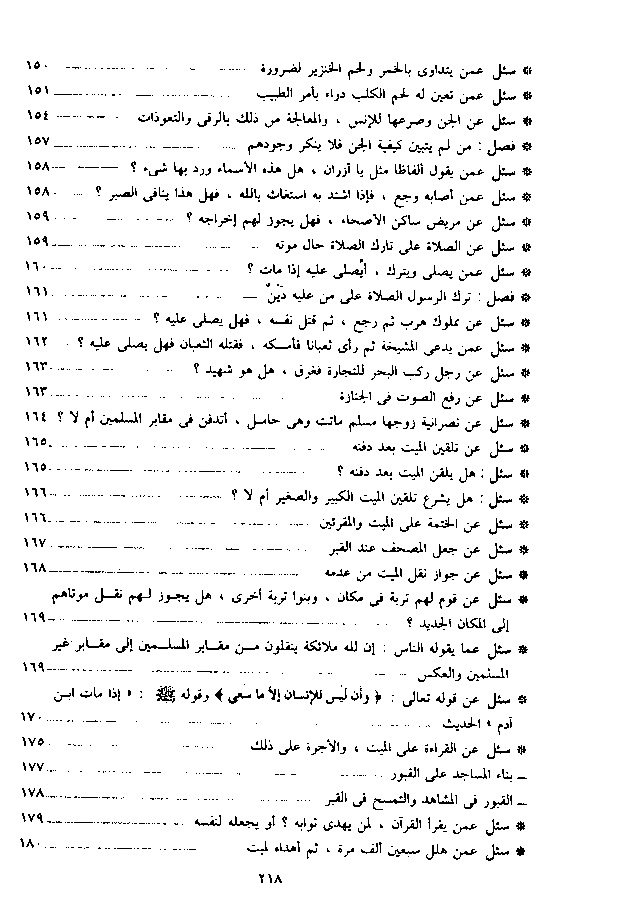 * سئل عمن يتداوى بالخمر ولحم الخنزير لضرورة ١٥٠
* سئل عمن تعين له لحم الكلب دواء بأمر الطبيب ١٥١
* سئل عن الجن وصرعها للإنس ، والمعالجة من ذلك بالرقى والتعوذات ١٥٤
* فصل : من لم يتبين كيفية الجن فلا ينكر وجودهم ١٥٧
* سئل عمن يقول ألفاظا مثل يا أزران ، هل هذه الأسماء ورد بها شىء ؟ ١٥٨
* سئل عمن أصابه وجع ، فإذا اشتد به استغاث بالله ، فهل هذا ينافى الصبر ؟ ١٥٨
* سئل عن مريض ساكن الأصحاء ، فهل يجوز لهم إخراجه ؟ ١٥٩
* سئل عن الصلاة على تارك الصلاة حال موته ١٥٩
* سئل عمن يصلى ويترك ، أيُصلى عليه إذا مات ؟ ١٦٠
* فصل : ترك الرسول الصلاة على من عليه دَيْنٌ ١٦١
* سئل عن مملوك هرب ثم رجع ، ثم قتل نفسه ، فهل يصلى عليه ؟ ١٦١
* سئل عمن يدعى المشيخة ثم رأى ثعبانا فأمسكه ، فقتله الثعبان فهل يصلى عليه ؟ ١٦٢
* سئل عن رجل ركب البحر للتجارة فغرق ، هل هو شهيد ؟ ١٦٣
* سئل عن رفع الصوت فى الجنازة ١٦٣
* سئل عن نصرانية زوجها مسلم ماتت وهى حامل ، أتدفن فى مقابر المسلمين أم لا ؟ ١٦٤
* سئل عن تلقين الميت بعد دفنه ١٦٥
* سئل : هل يلقن الميت بعد دفنه ؟ ١٦٥
* سئل : هل يشرع تلقين الميت الكبير والصغير أم لا ؟ ١٦٦
* سئل عن الختمة على الميت والمقرئين ١٦٦
* سئل عن جعل المصحف عند القبر ١٦٧
* سئل عن جواز نقل الميت من عدمه ١٦٨
* سئل عن قوم لهم تربة فى مكان ، وبنوا تربة أخرى ، هل يجوز لهم نقل موتاهم
إلى المكان الجديد ؟ ١٦٩
* سئل عما يقوله الناس : إن لله ملائكة ينقلون من مقابر المسلمين إلى مقابر غير
المسلمين والعكس ١٦٩
* سئل عن قوله تعالى : ﴿ وأن ليس للإنسان إلا ما سعى ﴾ وقوله ﷺ : « إذا مات ابن
آدم » الحديث ١٧٠
* سئل عن القراءة على الميت ، والأجرة على ذلك ١٧٥
ـ بناء المساجد على القبور ١٧٧
ـ القبور فى المشاهد والتمسح فى القبر ١٧٨
* سئل عمن يقرأ القرآن ، لمن يهدى ثوابه ؟ أو يجعله لنفسه ١٧٩
* سئل عمن هلل سبعين ألف مرة ، ثم أهداه لميت ١٨٠
٢١٨